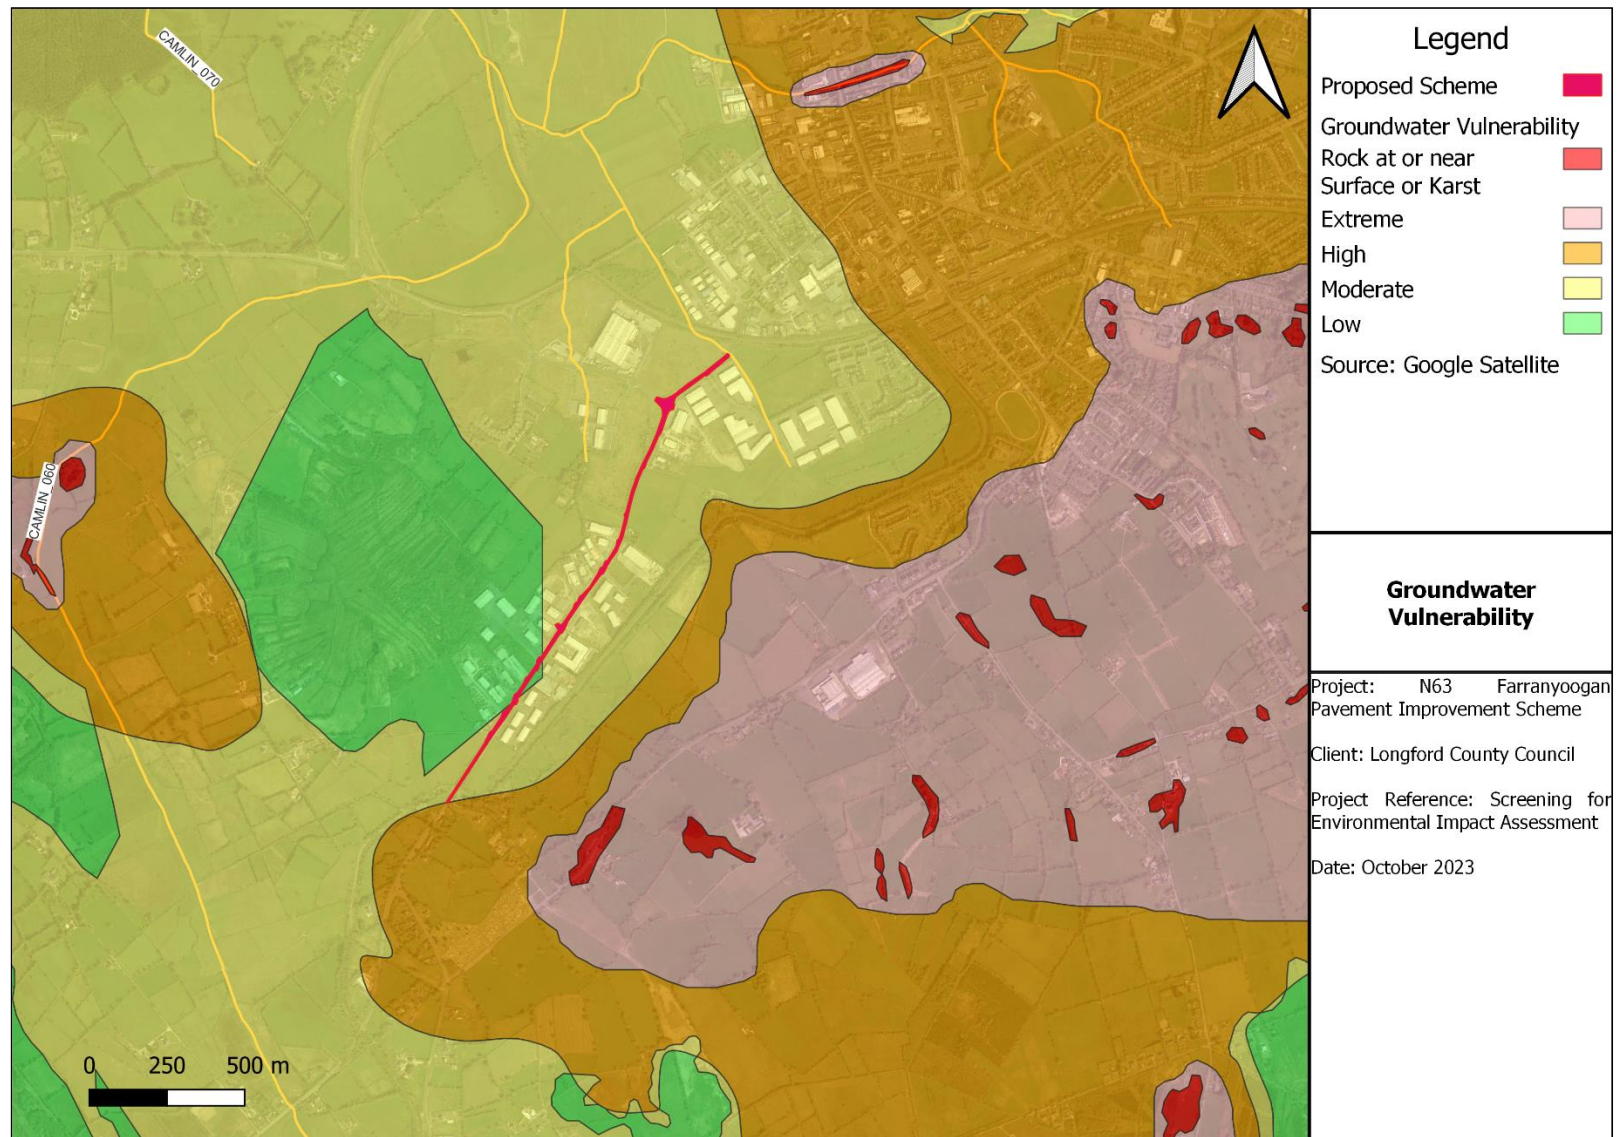 CAMLIN_070
CAMLIN_060
0 250 500 m
Legend
Proposed Scheme
Groundwater Vulnerability
Rock at or near
Surface or Karst
Extreme
High
Moderate
Low
Source: Google Satellite
Groundwater
Vulnerability
Project: N63 Farranyoogan
Pavement Improvement Scheme
Client: Longford County Council
Project Reference: Screening for
Environmental Impact Assessment
Date: October 2023